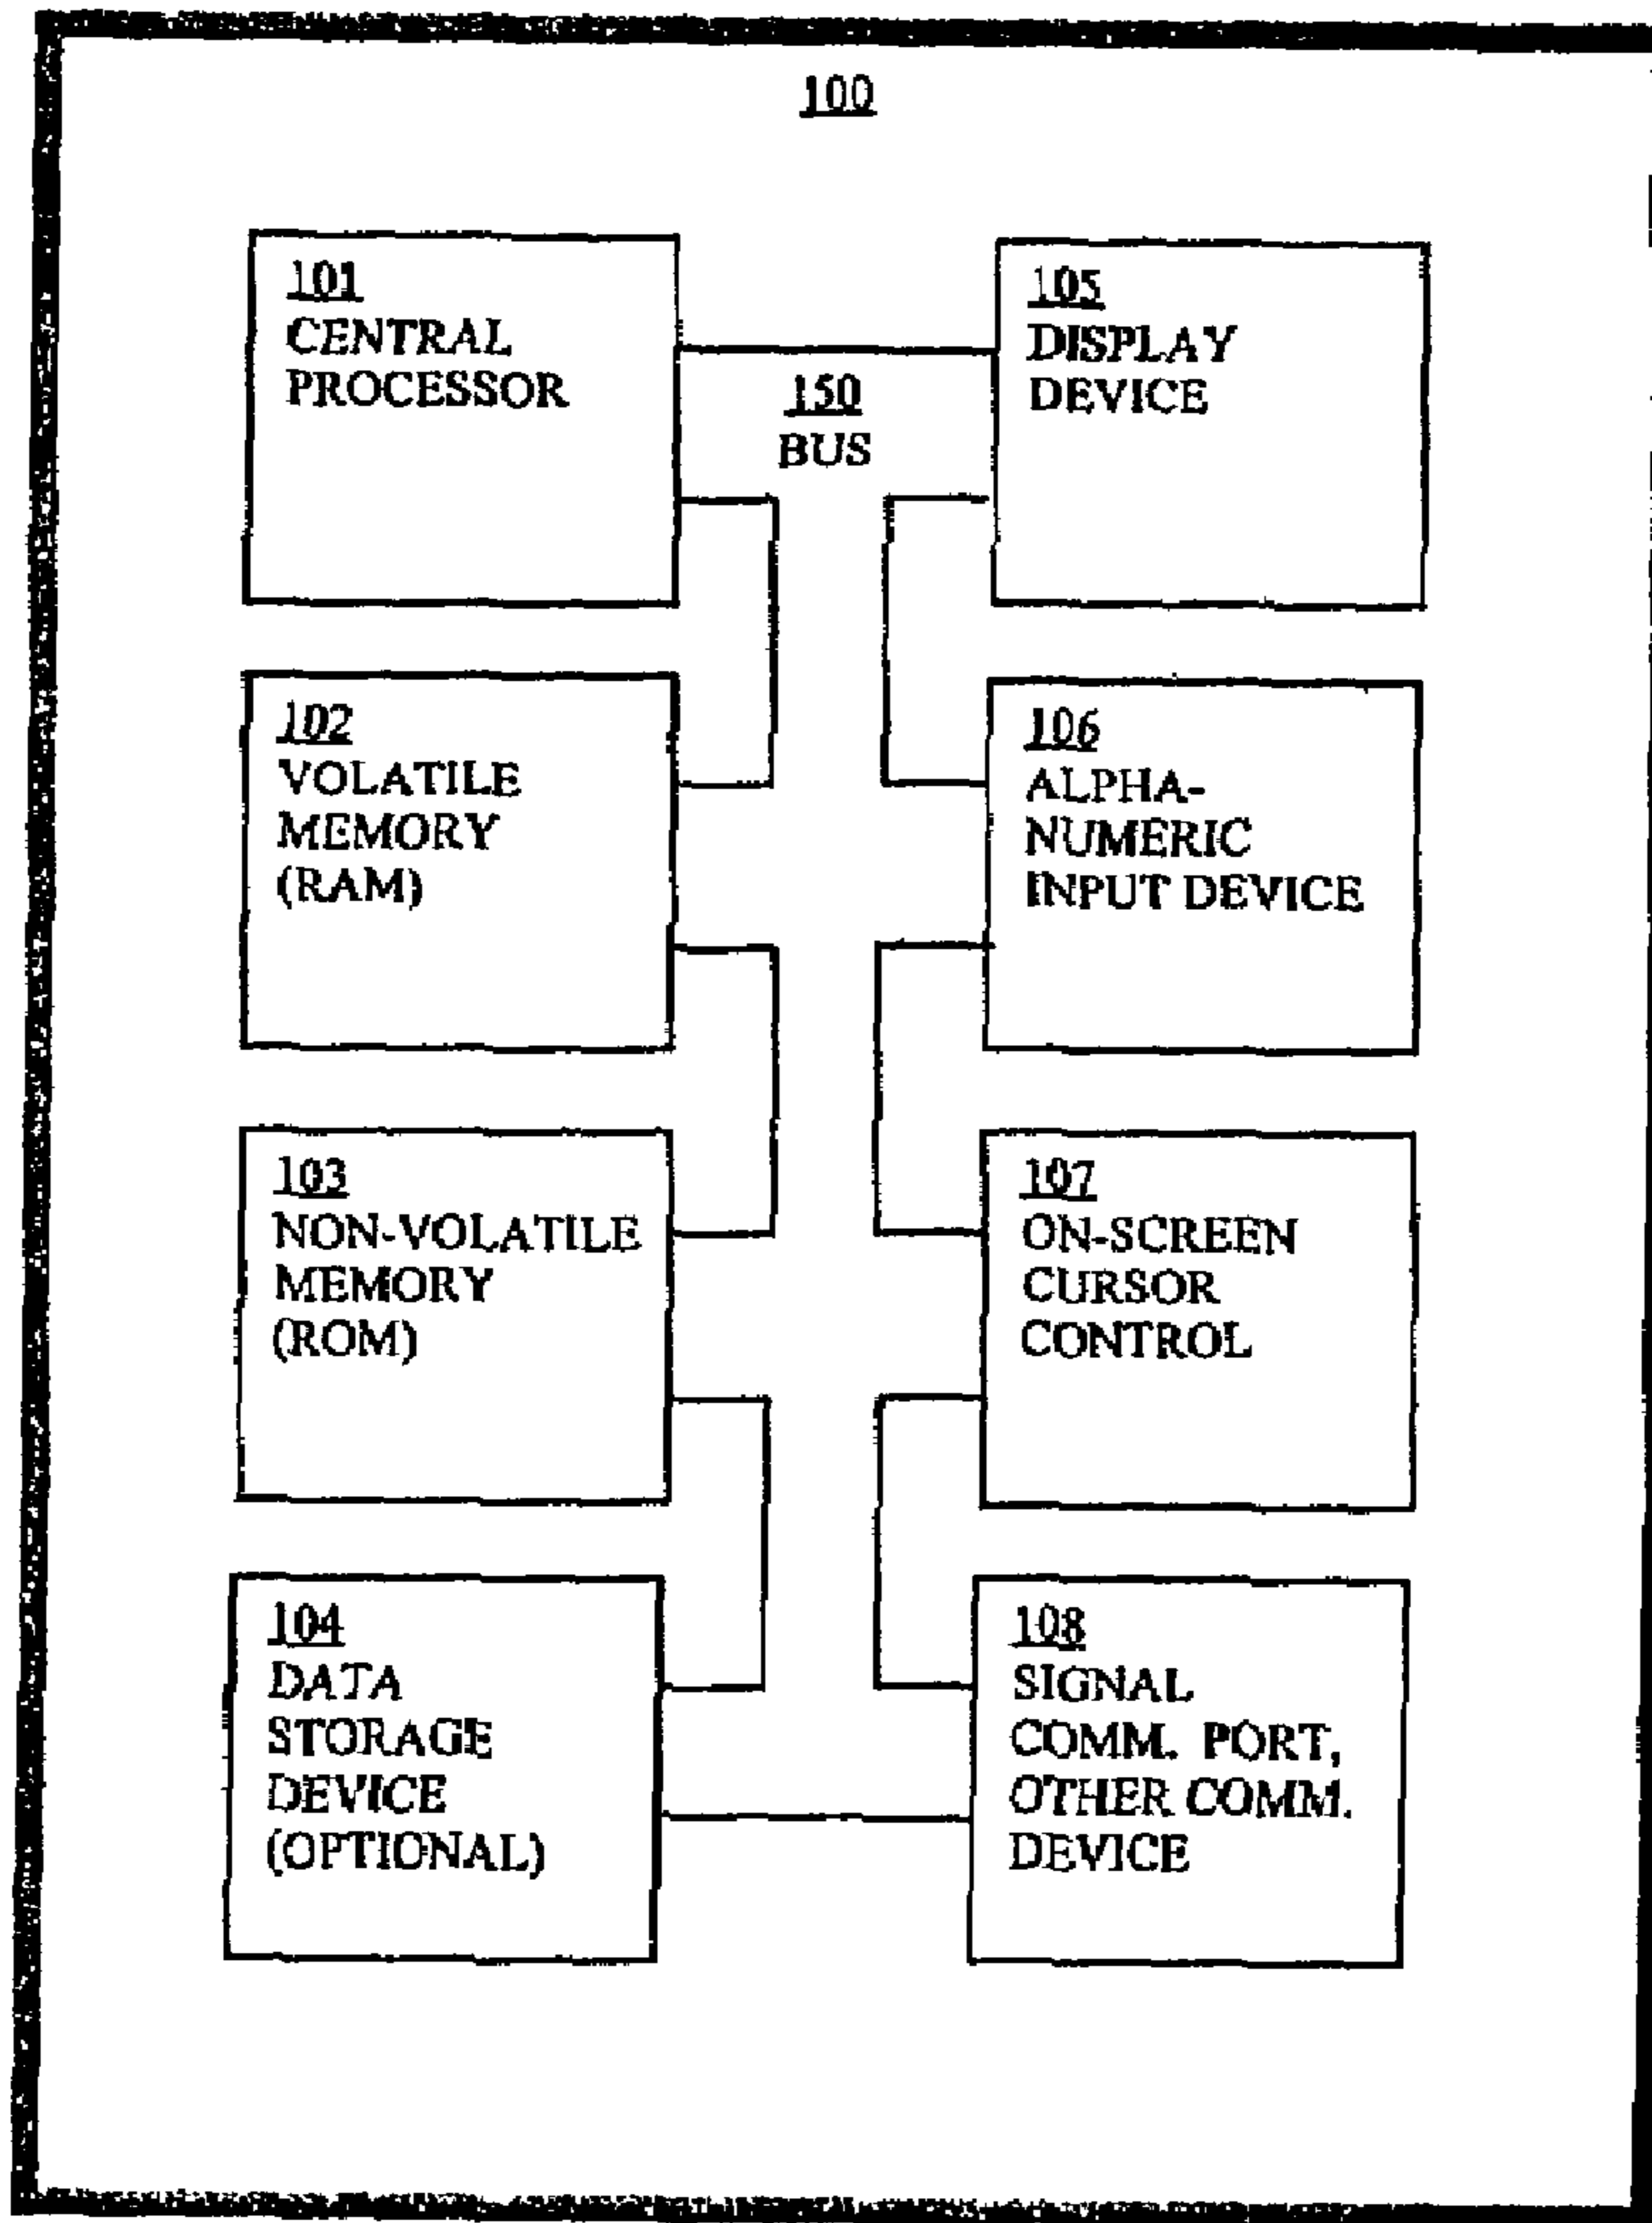 100
101
CENTRAL
PROCESSOR
150
BUS
105
DISPLAY
DEVICE
102
VOLATILE
MEMORY
(RAM)
106
ALPHA-
NUMERIC
INPUT DEVICE
103
NON-VOLATILE
MEMORY
(ROM)
107
ON-SCREEN
CURSOR
CONTROL
104
DATA
STORAGE
DEVICE
(OPTIONAL)
108
SIGNAL
COMM. PORT,
OTHER COMM.
DEVICE